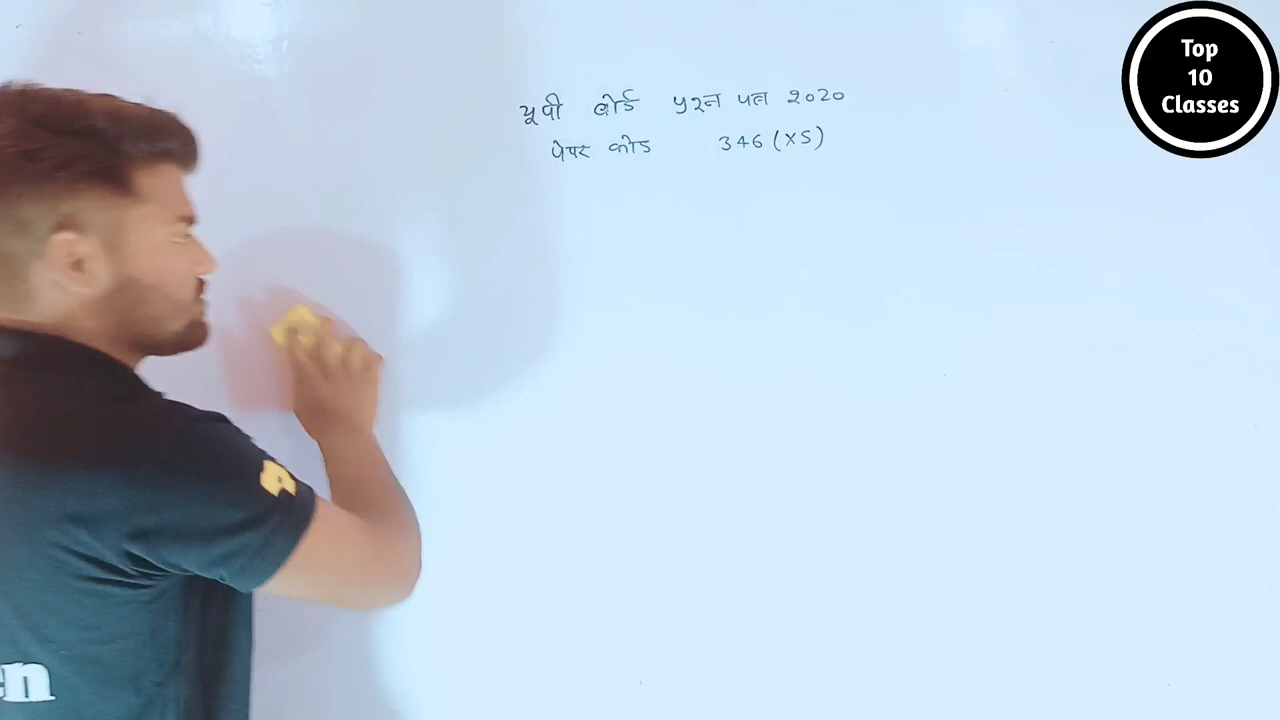 यूपी बोर्ड प्रश्न पत्र 2020
पेपर कोड 346 (XS)
Top
10
Classes
n